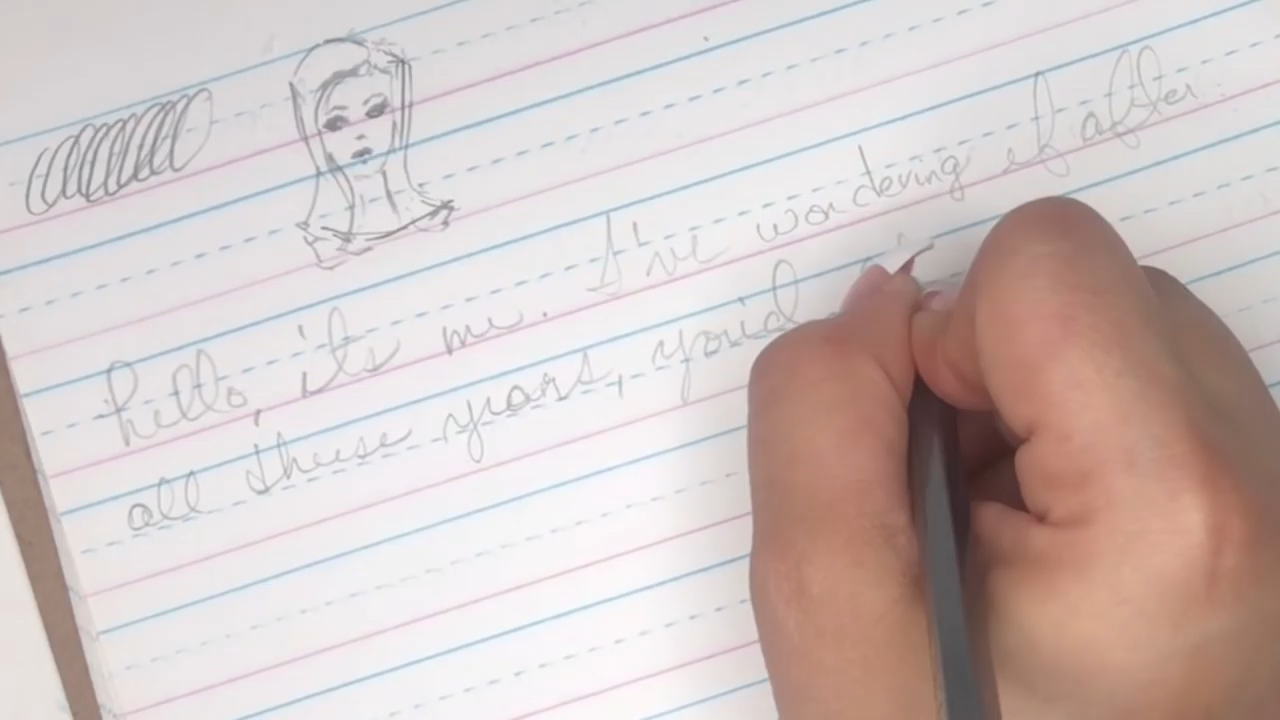 hello, its me. I've wondering if after
all these years, you'd